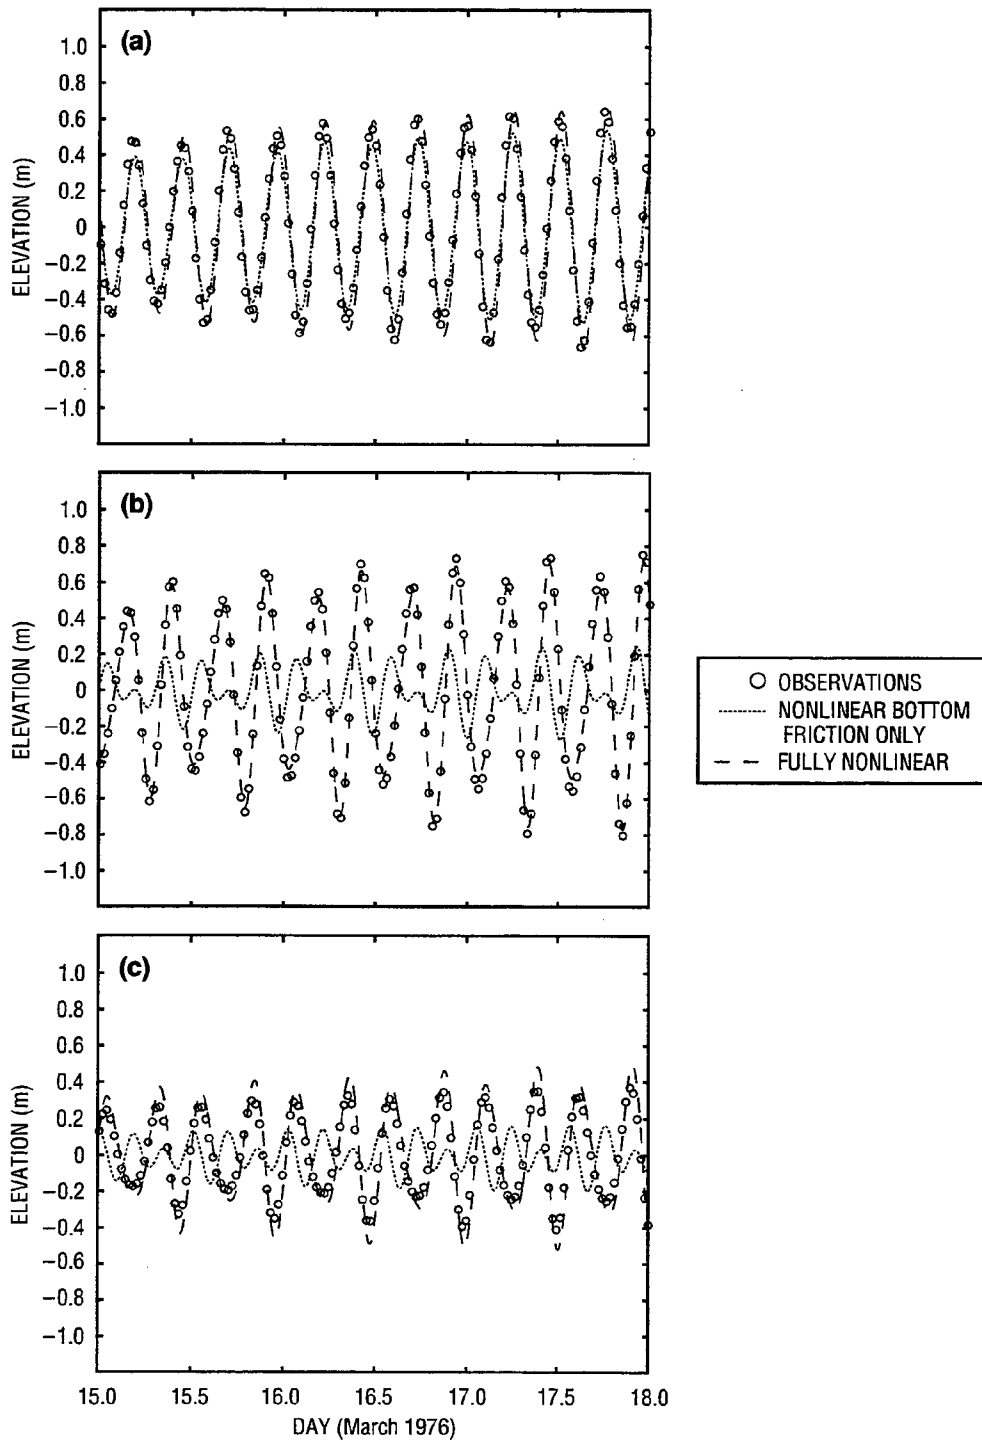 (a)
1.0
0.8
0.6
0.4
0.2
0
−0.2
−0.4
−0.6
−0.8
−1.0
ELEVATION (m)
(b)
1.0
0.8
0.6
0.4
0.2
0
−0.2
−0.4
−0.6
−0.8
−1.0
ELEVATION (m)
OBSERVATIONS
NONLINEAR BOTTOM
FRICTION ONLY
FULLY NONLINEAR
(c)
1.0
0.8
0.6
0.4
0.2
0
−0.2
−0.4
−0.6
−0.8
−1.0
ELEVATION (m)
15.0 15.5 16.0 16.5 17.0 17.5 18.0
DAY (March 1976)